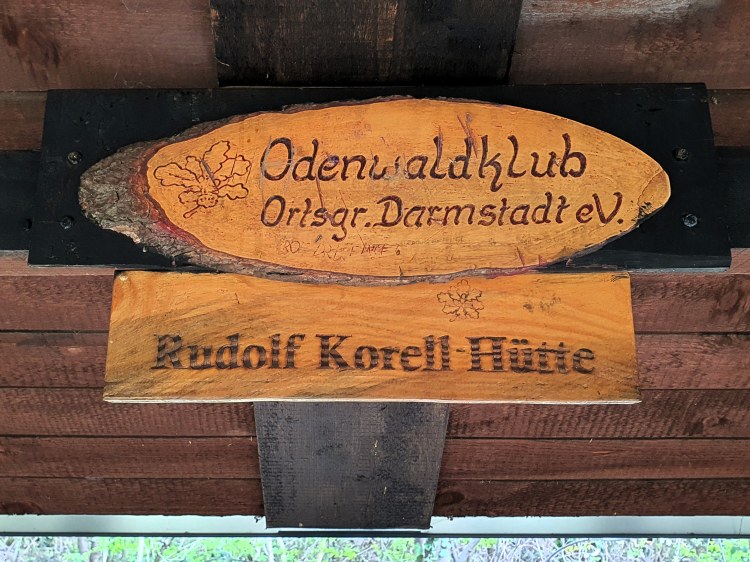 Odenwaldklub
Ortsgr. Darmstadt eV.
Rudolf Korell-Hütte